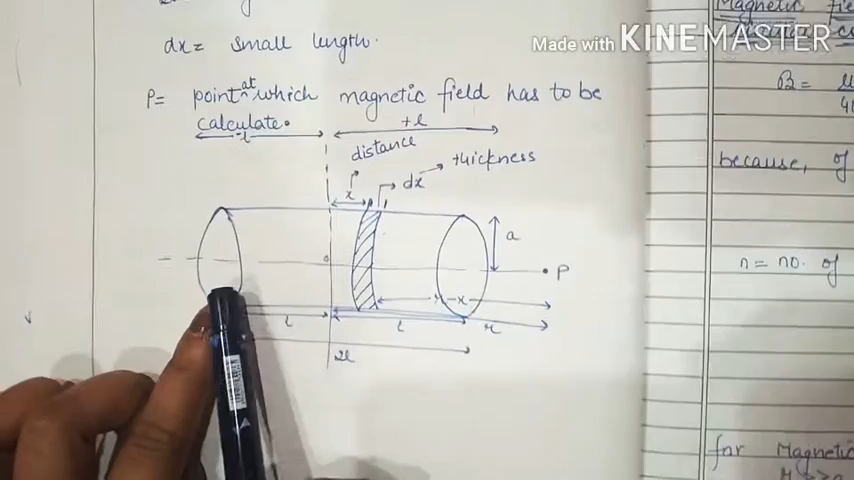 dx = small length.
Made with KINEMASTER
P = point at which magnetic field has to be
calculate.
-l
+l
distance
thickness
x
dx
a
o
P
r-x
l
l
r
2l
Magnetic
B =
because, of
n = no. of
for Magnetic